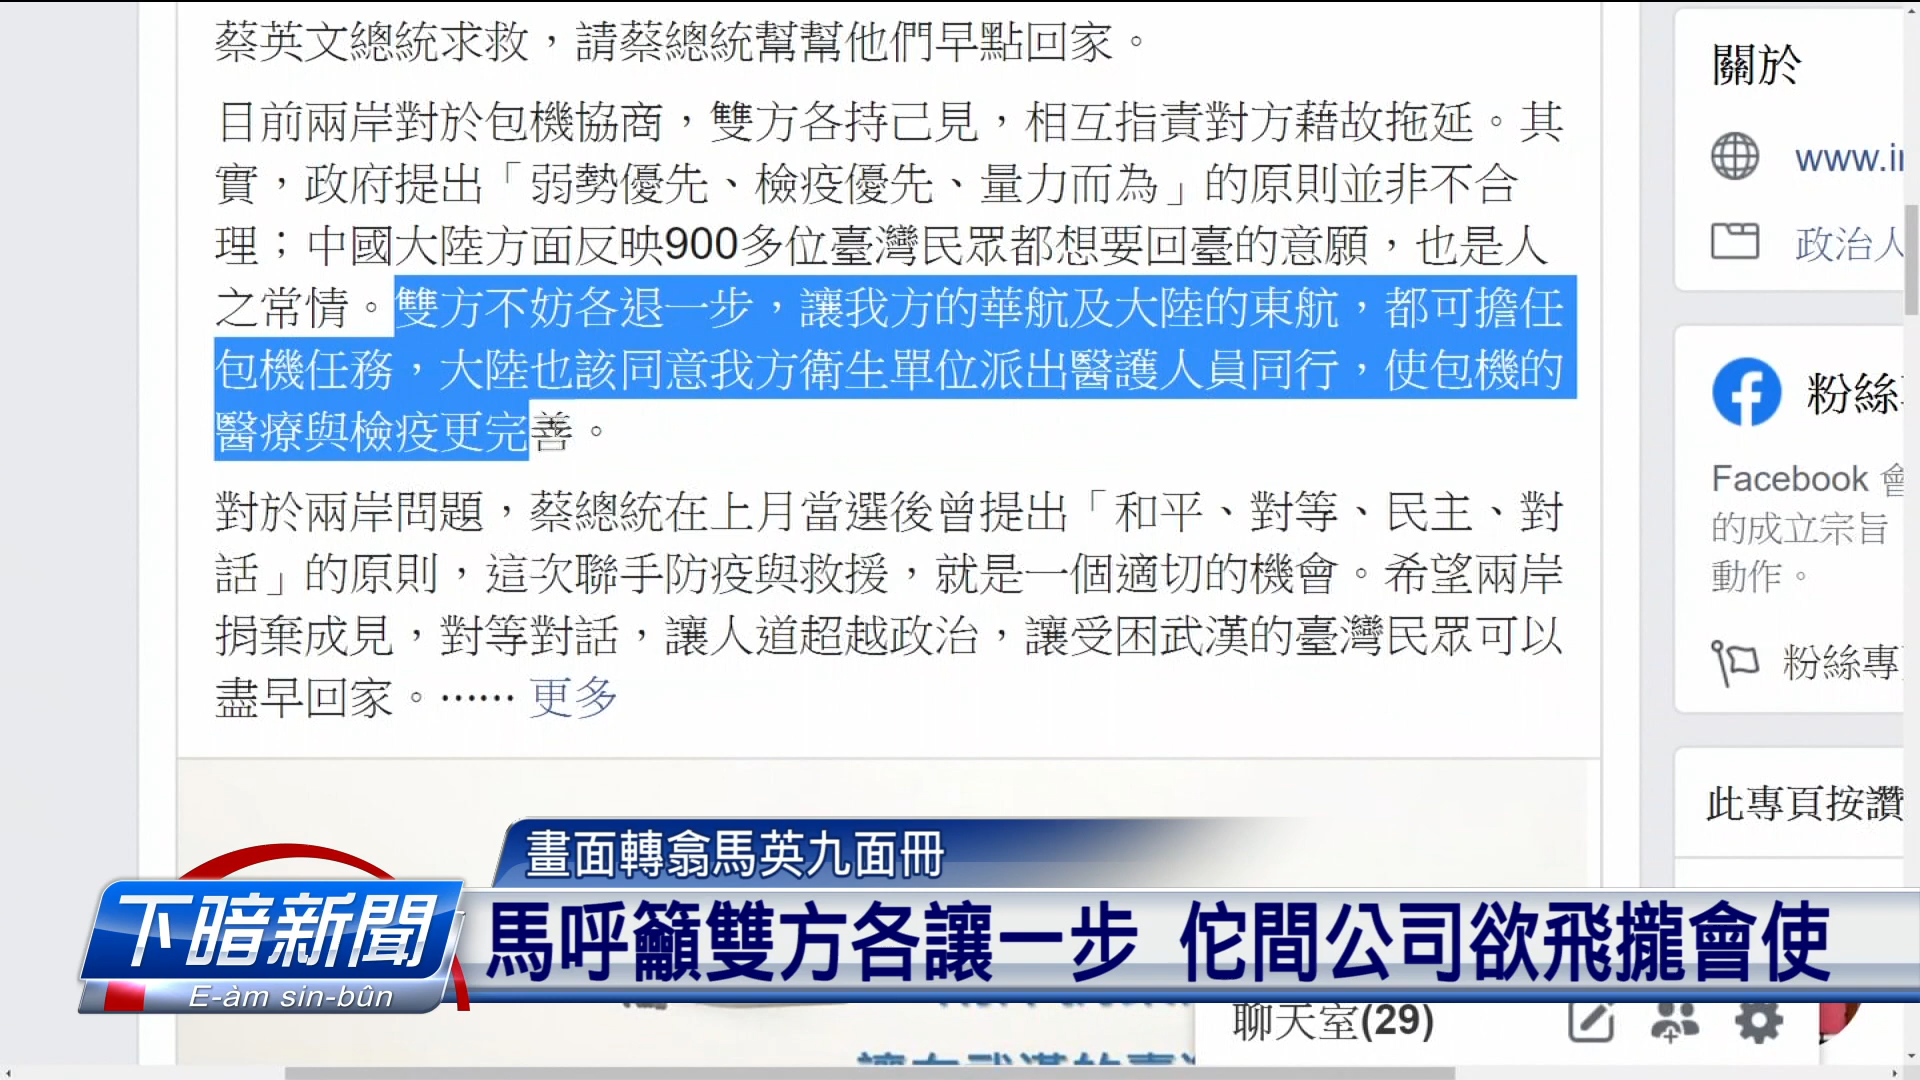 蔡英文總統求救，請蔡總統幫幫他們早點回家。
目前兩岸對於包機協商，雙方各持己見，相互指責對方藉故拖延。其
實，政府提出「弱勢優先、檢疫優先、量力而為」的原則並非不合
理；中國大陸方面反映900多位臺灣民眾都想要回臺的意願，也是人
之常情。雙方不妨各退一步，讓我方的華航及大陸的東航，都可擔任
包機任務，大陸也該同意我方衛生單位派出醫護人員同行，使包機的
醫療與檢疫更完善。
對於兩岸問題，蔡總統在上月當選後曾提出「和平、對等、民主、對
話」的原則，這次聯手防疫與救援，就是一個適切的機會。希望兩岸
捐棄成見，對等對話，讓人道超越政治，讓受困武漢的臺灣民眾可以
盡早回家。…… 更多
關於
www.i
政治人
粉絲
Facebook 會
的成立宗旨
動作。
粉絲專
此專頁按讚
畫面轉翕馬英九面冊
下暗新聞
E-àm sin-bûn
馬呼籲雙方各讓一步 佗間公司欲飛攏會使
聊天室(29)